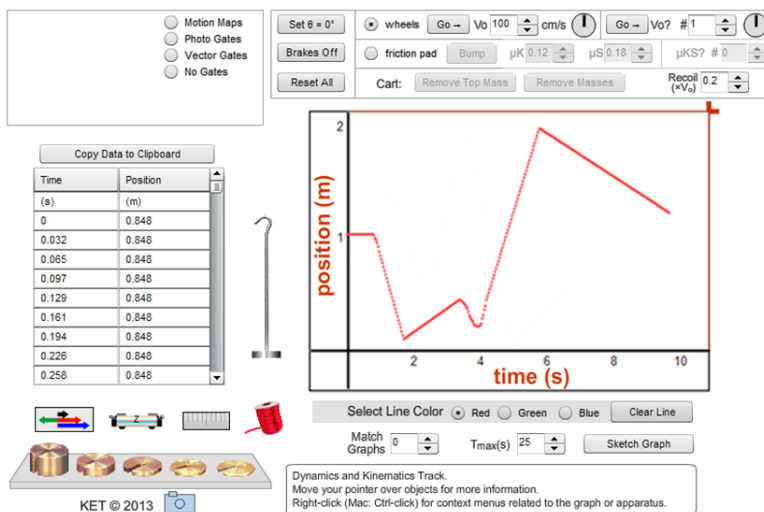 Motion Maps
Photo Gates
Vector Gates
No Gates
Set θ = 0°
Brakes Off
Reset All
wheels Go→ Vo 100 cm/s Go→ Vo? # 1
friction pad Bump µK 0.12 µS 0.18 µKS? # 0
Cart: Remove Top Mass Remove Masses Recoil (×Vₒ) 0.2
Copy Data to Clipboard
Time Position
(s) (m)
0 0.848
0.032 0.848
0.065 0.848
0.097 0.848
0.129 0.848
0.161 0.848
0.194 0.848
0.226 0.848
0.258 0.848
position (m)
2
1
2 4 6 8 10
time (s)
Select Line Color Red Green Blue Clear Line
Match Graphs 0 Tmax(s) 25 Sketch Graph
Z
KET © 2013
Dynamics and Kinematics Track.
Move your pointer over objects for more information.
Right-click (Mac: Ctrl-click) for context menus related to the graph or apparatus.